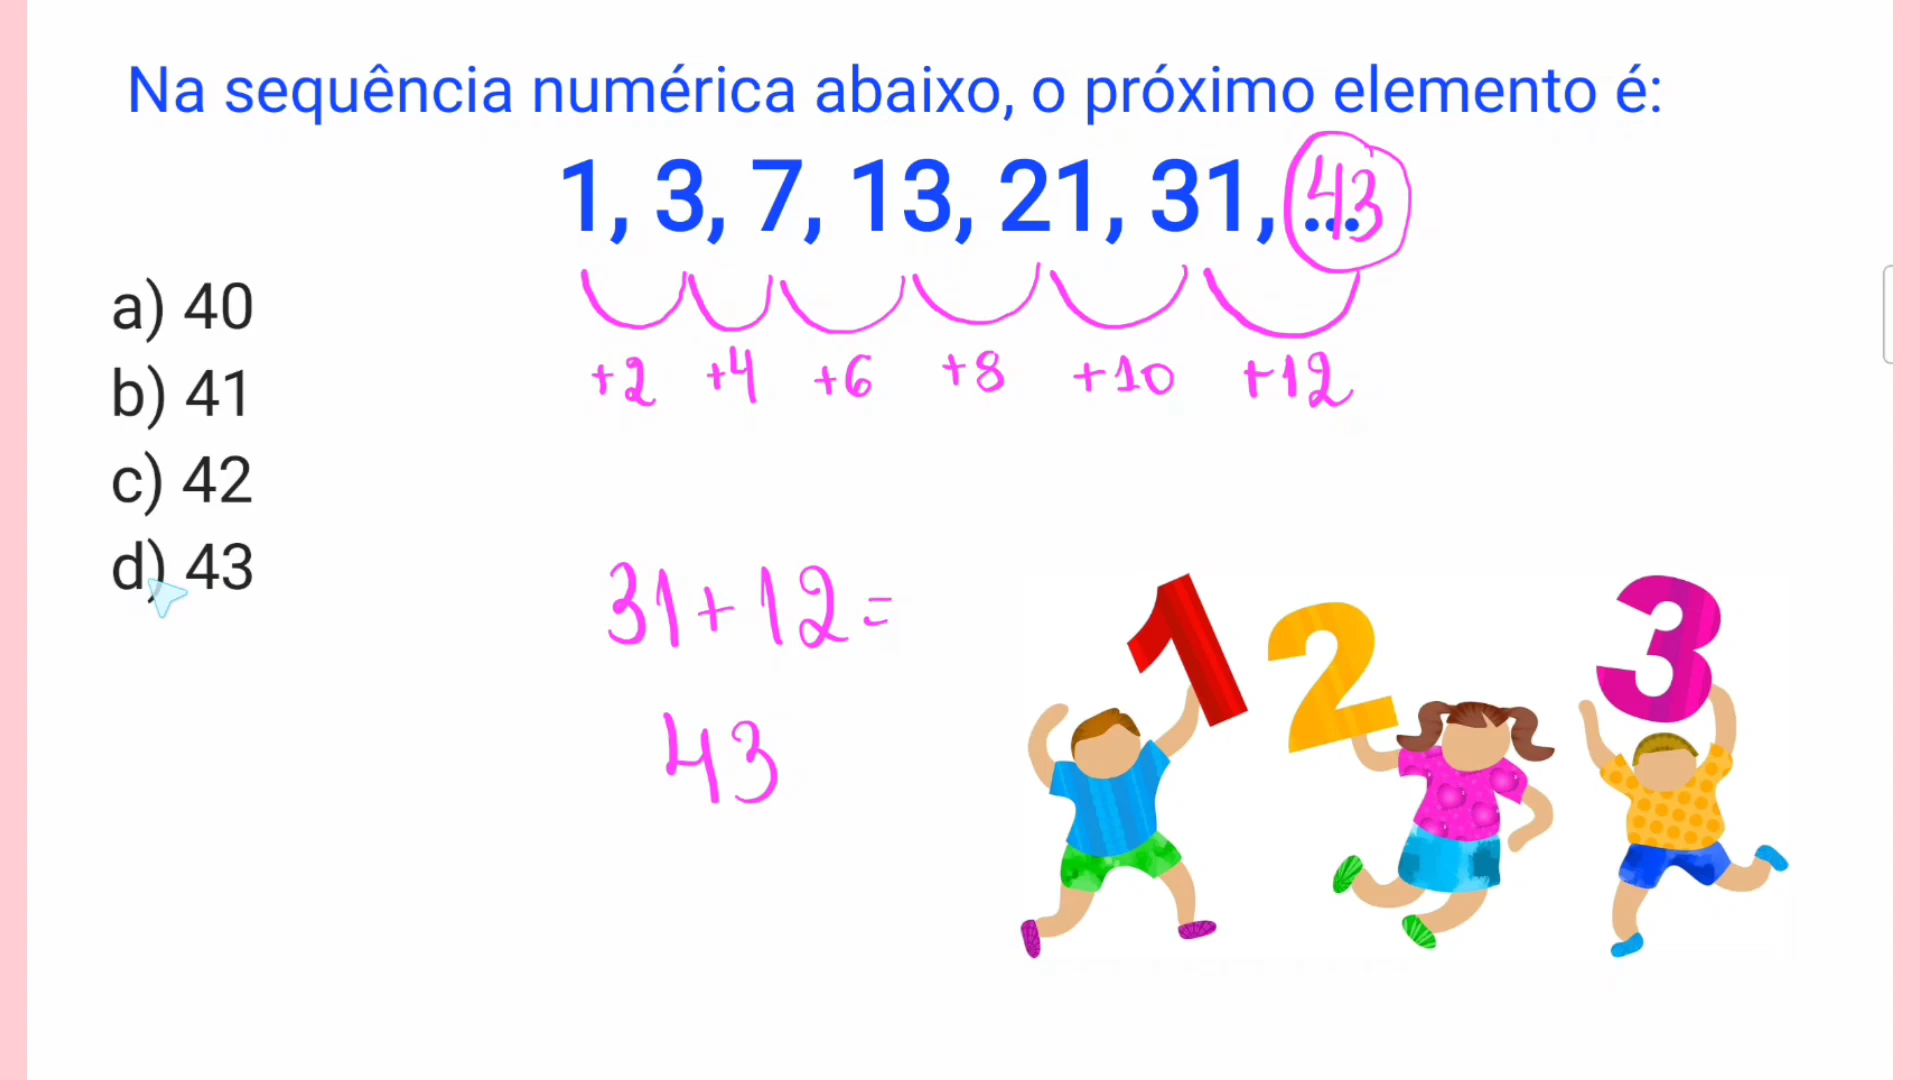 Na sequência numérica abaixo, o próximo elemento é:
1, 3, 7, 13, 21, 31, ... 43
+2 +4 +6 +8 +10 +12
a) 40
b) 41
c) 42
d) 43
31+12=
43
1 2 3